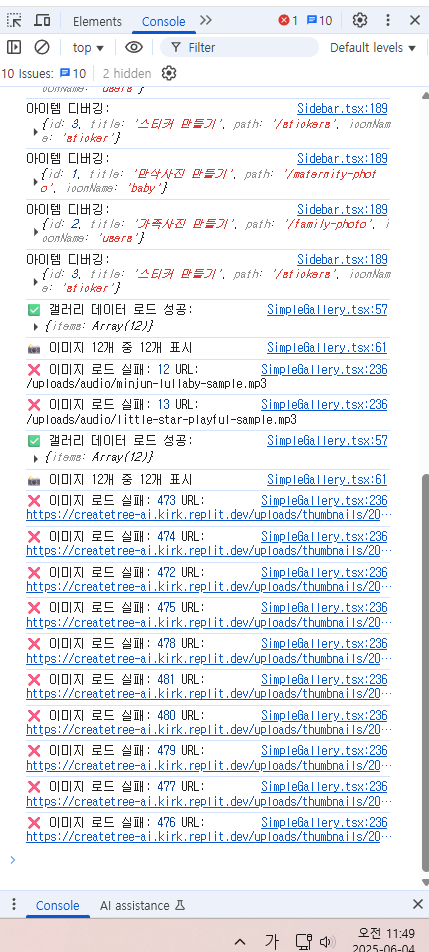 Elements Console
1 10
top Filter Default levels
10 Issues: 10 2 hidden
아이템 디버깅: Sidebar.tsx:189
{id: 3, title: '스티커 만들기', path: '/stickers', iconNam
e: 'sticker'}
아이템 디버깅: Sidebar.tsx:189
{id: 1, title: '만삭사진 만들기', path: '/maternity-phot
o', iconName: 'baby'}
아이템 디버깅: Sidebar.tsx:189
{id: 2, title: '가족사진 만들기', path: '/family-photo', ic
onName: 'users'}
아이템 디버깅: Sidebar.tsx:189
{id: 3, title: '스티커 만들기', path: '/stickers', iconNam
e: 'sticker'}
✅ 갤러리 데이터 로드 성공: SimpleGallery.tsx:57
{items: Array(12)}
📸 이미지 12개 중 12개 표시 SimpleGallery.tsx:61
❌ 이미지 로드 실패: 12 URL: SimpleGallery.tsx:236
/uploads/audio/minjun-lullaby-sample.mp3
❌ 이미지 로드 실패: 13 URL: SimpleGallery.tsx:236
/uploads/audio/little-star-playful-sample.mp3
✅ 갤러리 데이터 로드 성공: SimpleGallery.tsx:57
{items: Array(12)}
📸 이미지 12개 중 12개 표시 SimpleGallery.tsx:61
❌ 이미지 로드 실패: 473 URL: SimpleGallery.tsx:236
https://createtree-ai.kirk.replit.dev/uploads/thumbnails/20…
❌ 이미지 로드 실패: 474 URL: SimpleGallery.tsx:236
https://createtree-ai.kirk.replit.dev/uploads/thumbnails/20…
❌ 이미지 로드 실패: 472 URL: SimpleGallery.tsx:236
https://createtree-ai.kirk.replit.dev/uploads/thumbnails/20…
❌ 이미지 로드 실패: 475 URL: SimpleGallery.tsx:236
https://createtree-ai.kirk.replit.dev/uploads/thumbnails/20…
❌ 이미지 로드 실패: 478 URL: SimpleGallery.tsx:236
https://createtree-ai.kirk.replit.dev/uploads/thumbnails/20…
❌ 이미지 로드 실패: 481 URL: SimpleGallery.tsx:236
https://createtree-ai.kirk.replit.dev/uploads/thumbnails/20…
❌ 이미지 로드 실패: 480 URL: SimpleGallery.tsx:236
https://createtree-ai.kirk.replit.dev/uploads/thumbnails/20…
❌ 이미지 로드 실패: 479 URL: SimpleGallery.tsx:236
https://createtree-ai.kirk.replit.dev/uploads/thumbnails/20…
❌ 이미지 로드 실패: 477 URL: SimpleGallery.tsx:236
https://createtree-ai.kirk.replit.dev/uploads/thumbnails/20…
❌ 이미지 로드 실패: 476 URL: SimpleGallery.tsx:236
https://createtree-ai.kirk.replit.dev/uploads/thumbnails/20…
Console AI assistance
가 오전 11:49
2025-06-04